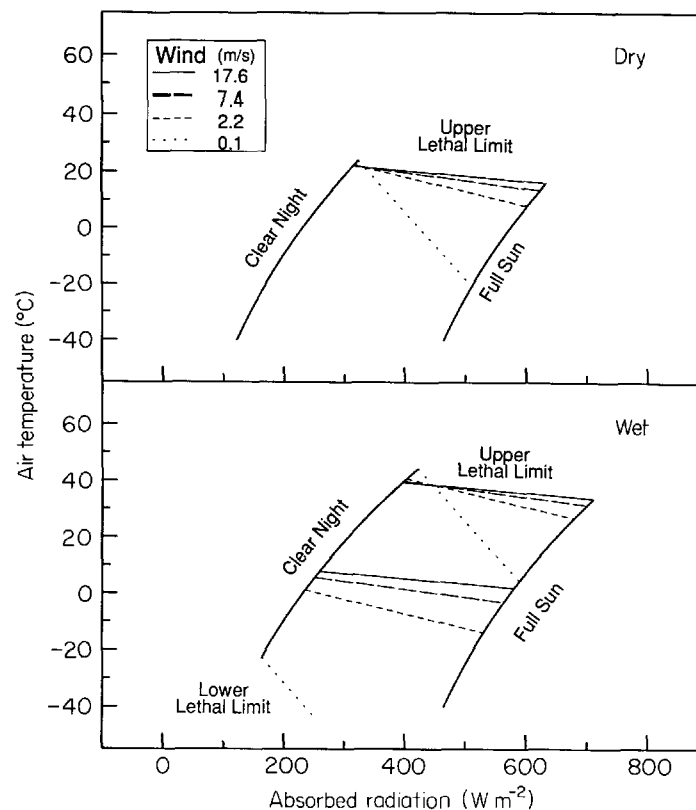 Wind (m/s)
17.6
7.4
2.2
0.1
Dry
Upper
Lethal Limit
Clear Night
Full Sun
60
40
20
0
-20
-40
Air temperature (°C)
Wet
Upper
Lethal Limit
Clear Night
Full Sun
Lower
Lethal Limit
60
40
20
0
-20
-40
0 200 400 600 800
Absorbed radiation (W m⁻²)